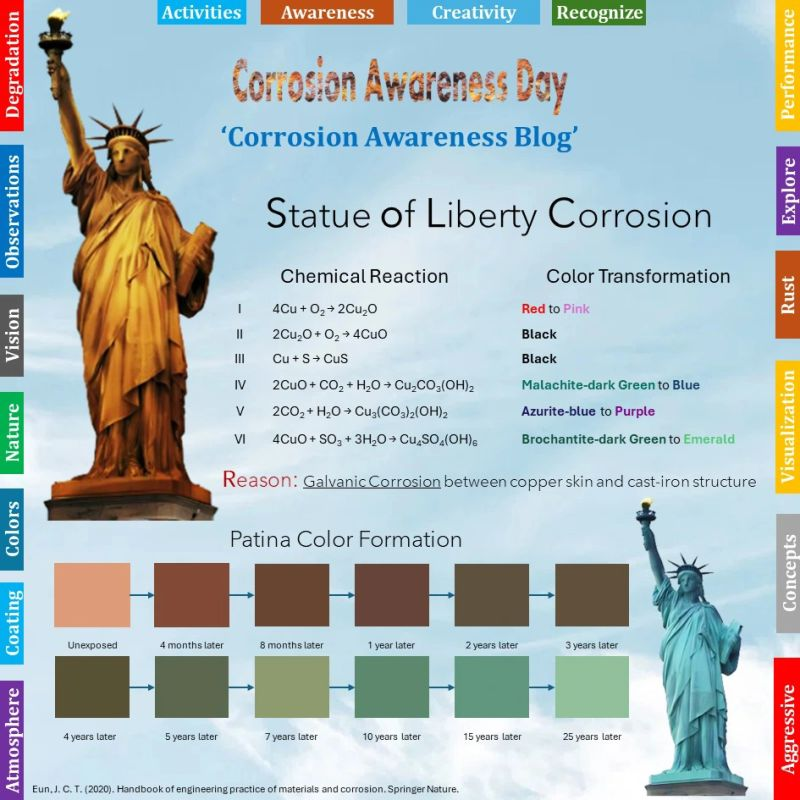 Activities
Awareness
Creativity
Recognize
Degradation
Observations
Vision
Nature
Colors
Coating
Atmosphere
Performance
Explore
Rust
Visualization
Concepts
Aggressive
Corrosion Awareness Day
‘Corrosion Awareness Blog’
Statue of Liberty Corrosion
Chemical Reaction Color Transformation
I 4Cu + O₂ → 2Cu₂O Red to Pink
II 2Cu₂O + O₂ → 4CuO Black
III Cu + S → CuS Black
IV 2CuO + CO₂ + H₂O → Cu₂CO₃(OH)₂ Malachite-dark Green to Blue
V 2CO₂ + H₂O → Cu₃(CO₃)₂(OH)₂ Azurite-blue to Purple
VI 4CuO + SO₃ + 3H₂O → Cu₄SO₄(OH)₆ Brochantite-dark Green to Emerald
Reason: Galvanic Corrosion between copper skin and cast-iron structure
Patina Color Formation
Unexposed 4 months later 8 months later 1 year later 2 years later 3 years later
4 years later 5 years later 7 years later 10 years later 15 years later 25 years later
Eun, J. C. T. (2020). Handbook of engineering practice of materials and corrosion. Springer Nature.